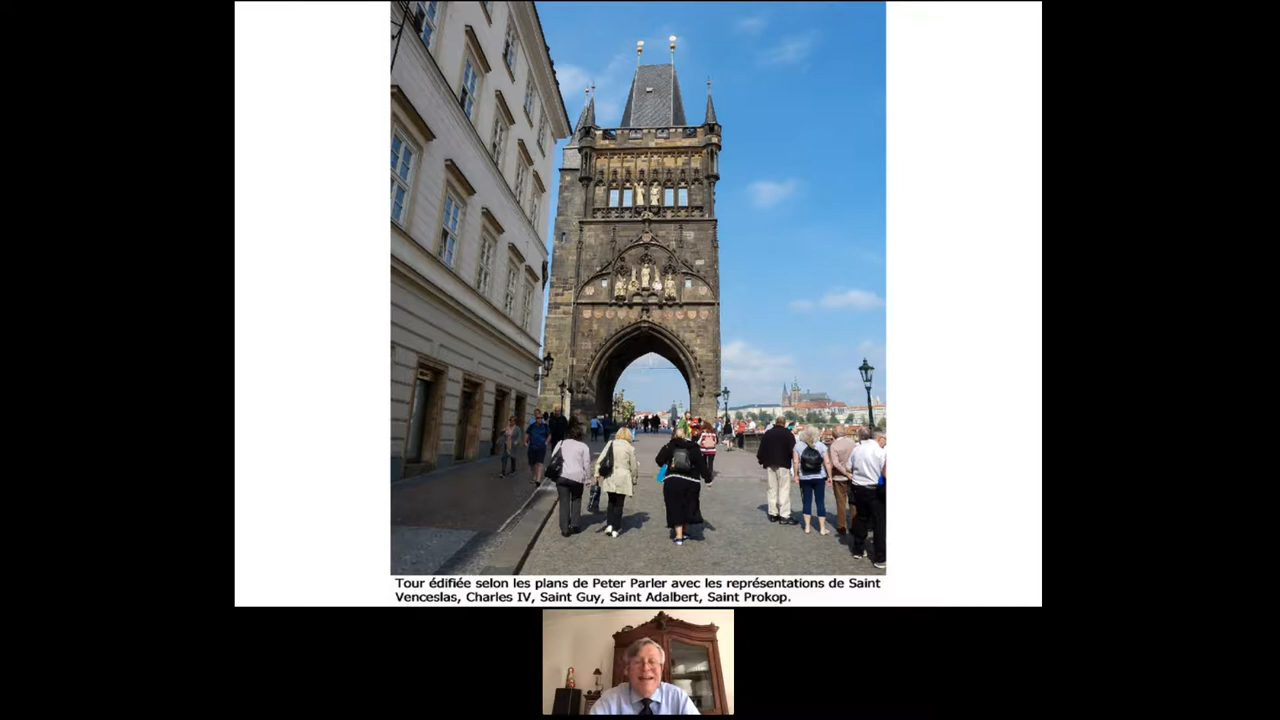 Tour édifiée selon les plans de Peter Parler avec les représentations de Saint
Venceslas, Charles IV, Saint Guy, Saint Adalbert, Saint Prokop.